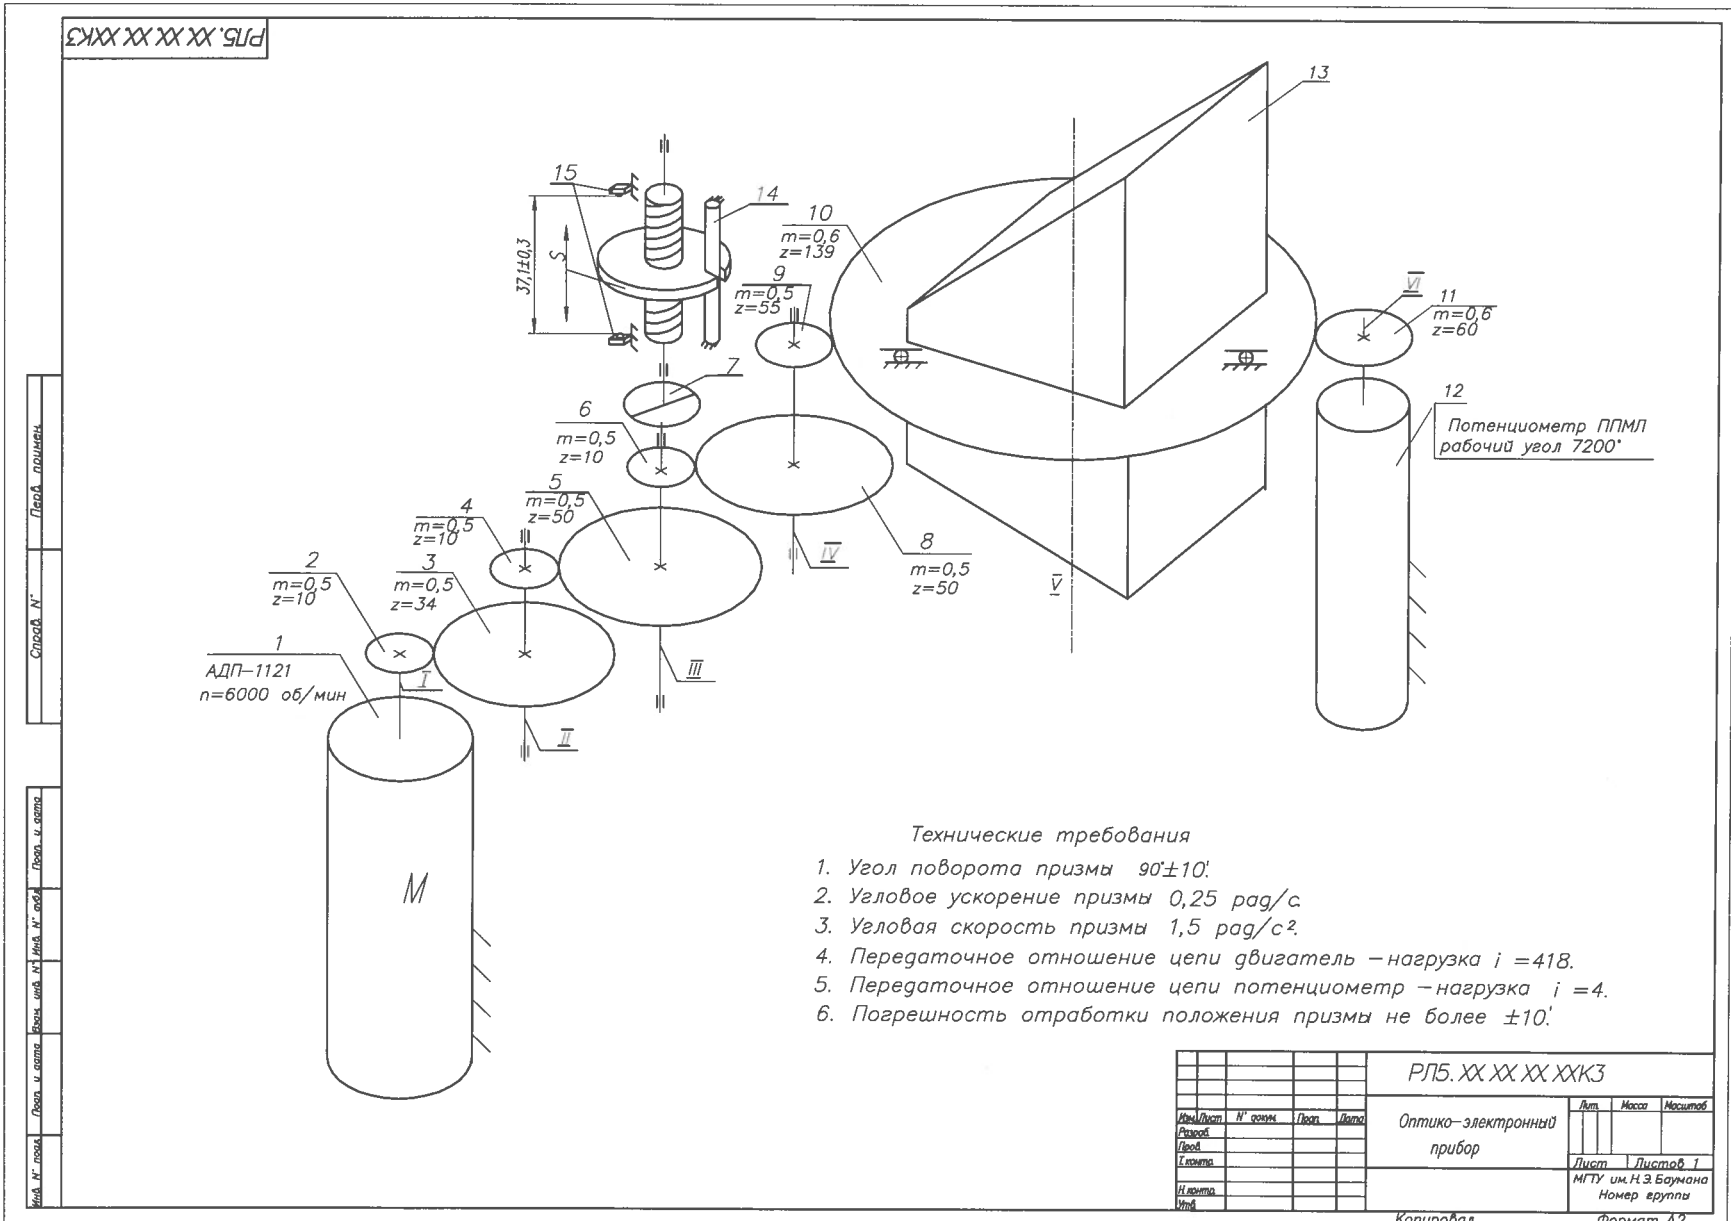 РЛ5.XX XX XX XXK3
13
15
14
10
m=0,6
z=139
37,1±0,3
S
9
m=0,5
z=55
VI
11
m=0,6
z=60
7
12
Потенциометр ППМЛ
рабочий угол 7200°
6
m=0,5
z=10
5
m=0,5
z=50
4
m=0,5
z=10
8
m=0,5
z=50
IV
V
2
m=0,5
z=10
3
m=0,5
z=34
1
АДП-1121
n=6000 об/мин
I
III
II
M
Технические требования
1. Угол поворота призмы 90°±10'.
2. Угловое ускорение призмы 0,25 рад/с.
3. Угловая скорость призмы 1,5 рад/с².
4. Передаточное отношение цепи двигатель –нагрузка i =418.
5. Передаточное отношение цепи потенциометр –нагрузка i =4.
6. Погрешность отработки положения призмы не более ±10'.
Перв. примен.
Справ. N°
Подп. и дата
Инв. N° дубл.
Взам. инв. N°
Подп. и дата
Инв. N° подл.
РЛ5.XX XX XX XXK3
Изм. Лист N° докум. Подп. Дата
Разраб.
Пров.
Т.контр.
Н.контр.
Утв.
Оптико-электронный
прибор
Лит. Масса Масштаб
Лист Листов 1
МГТУ им. Н.Э.Баумана
Номер группы
Копировал Формат А2